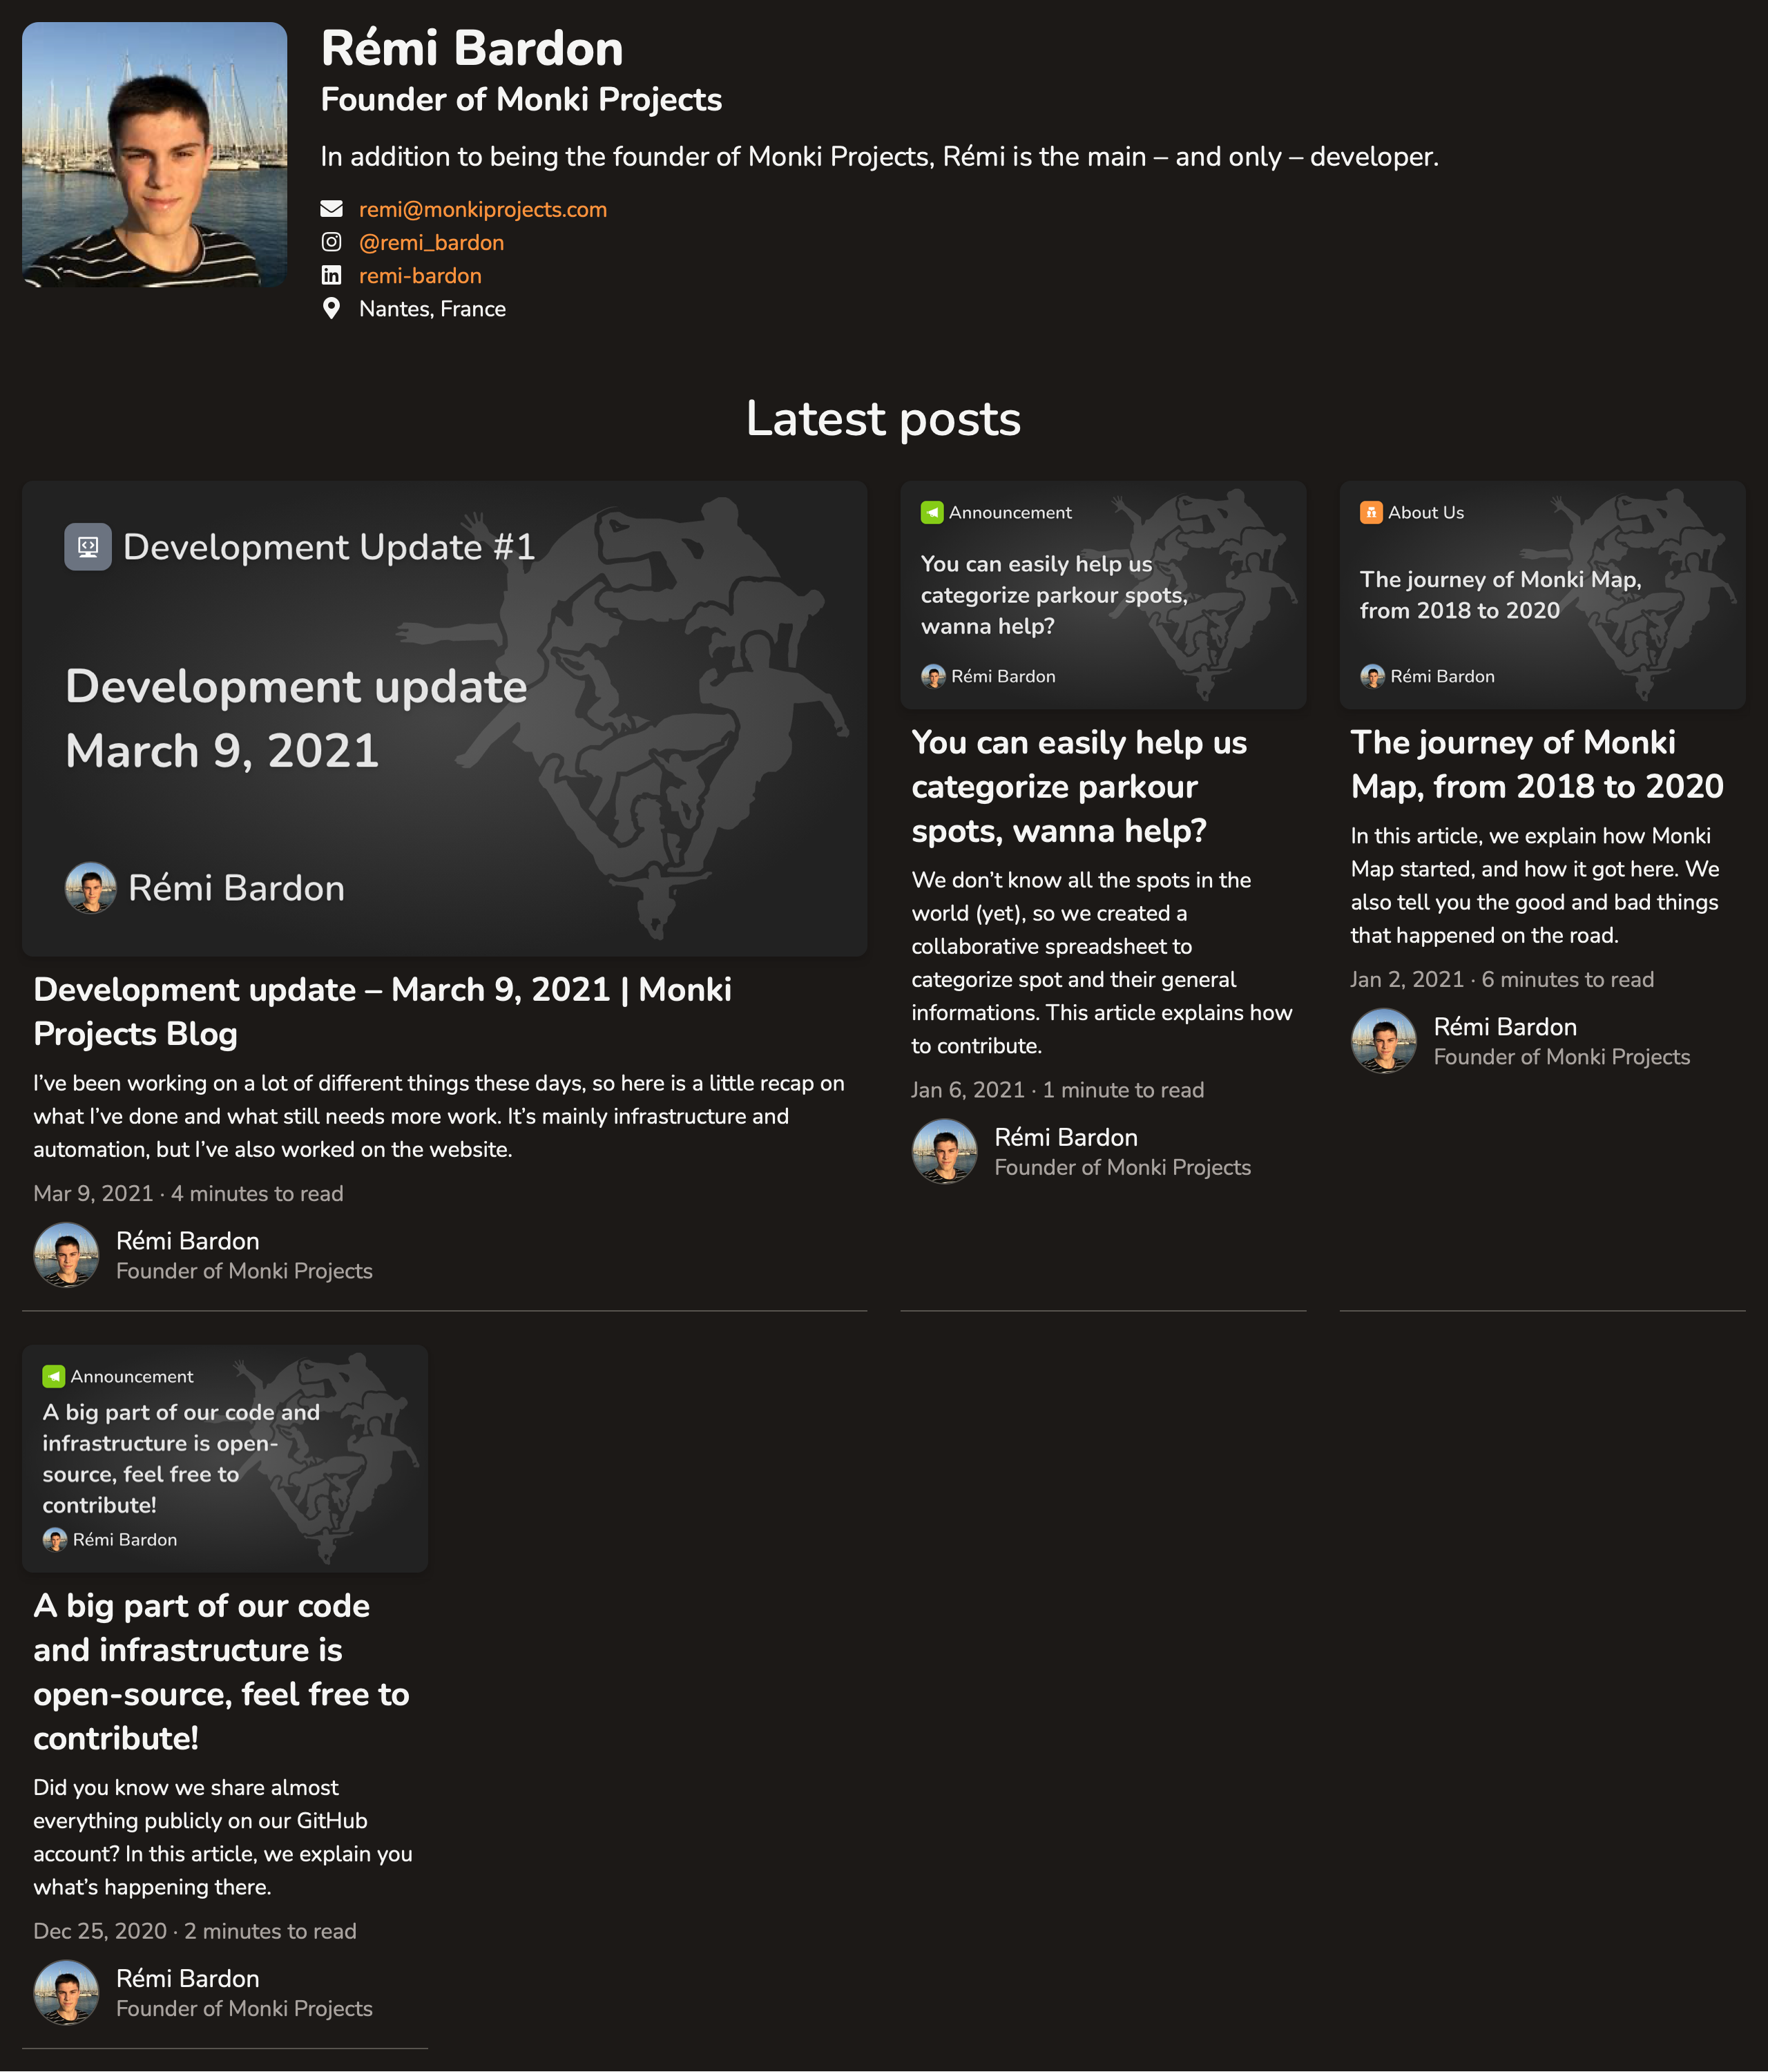 Rémi Bardon
Founder of Monki Projects
In addition to being the founder of Monki Projects, Rémi is the main – and only – developer.
remi@monkiprojects.com
@remi_bardon
remi-bardon
Nantes, France
Latest posts
Development Update #1
Development update
March 9, 2021
Rémi Bardon
Development update – March 9, 2021 | Monki
Projects Blog
I’ve been working on a lot of different things these days, so here is a little recap on
what I’ve done and what still needs more work. It’s mainly infrastructure and
automation, but I’ve also worked on the website.
Mar 9, 2021 · 4 minutes to read
Rémi Bardon
Founder of Monki Projects
Announcement
You can easily help us
categorize parkour spots,
wanna help?
Rémi Bardon
You can easily help us
categorize parkour
spots, wanna help?
We don’t know all the spots in the
world (yet), so we created a
collaborative spreadsheet to
categorize spot and their general
informations. This article explains how
to contribute.
Jan 6, 2021 · 1 minute to read
Rémi Bardon
Founder of Monki Projects
About Us
The journey of Monki Map,
from 2018 to 2020
Rémi Bardon
The journey of Monki
Map, from 2018 to 2020
In this article, we explain how Monki
Map started, and how it got here. We
also tell you the good and bad things
that happened on the road.
Jan 2, 2021 · 6 minutes to read
Rémi Bardon
Founder of Monki Projects
Announcement
A big part of our code and
infrastructure is open-
source, feel free to
contribute!
Rémi Bardon
A big part of our code
and infrastructure is
open-source, feel free to
contribute!
Did you know we share almost
everything publicly on our GitHub
account? In this article, we explain you
what’s happening there.
Dec 25, 2020 · 2 minutes to read
Rémi Bardon
Founder of Monki Projects